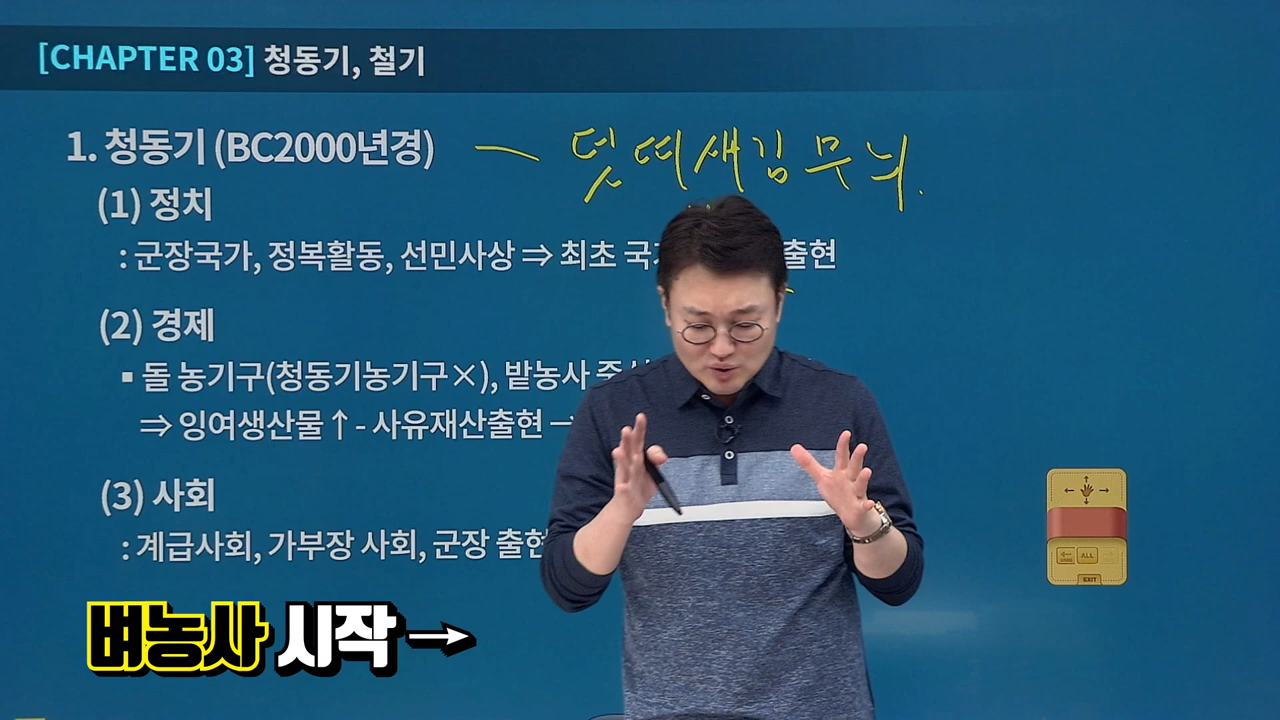 [CHAPTER 03] 청동기, 철기
1. 청동기 (BC2000년경) — 덧띠새김무늬.
(1) 정치
: 군장국가, 정복활동, 선민사상 ⇒ 최초 출현
(2) 경제
▪ 돌 농기구(청동기농기구×), 밭농사
⇒ 잉여생산물↑ - 사유재산출현 →
(3) 사회
: 계급사회, 가부장 사회, 군장 출현
벼농사 시작 →
ALL
EXIT